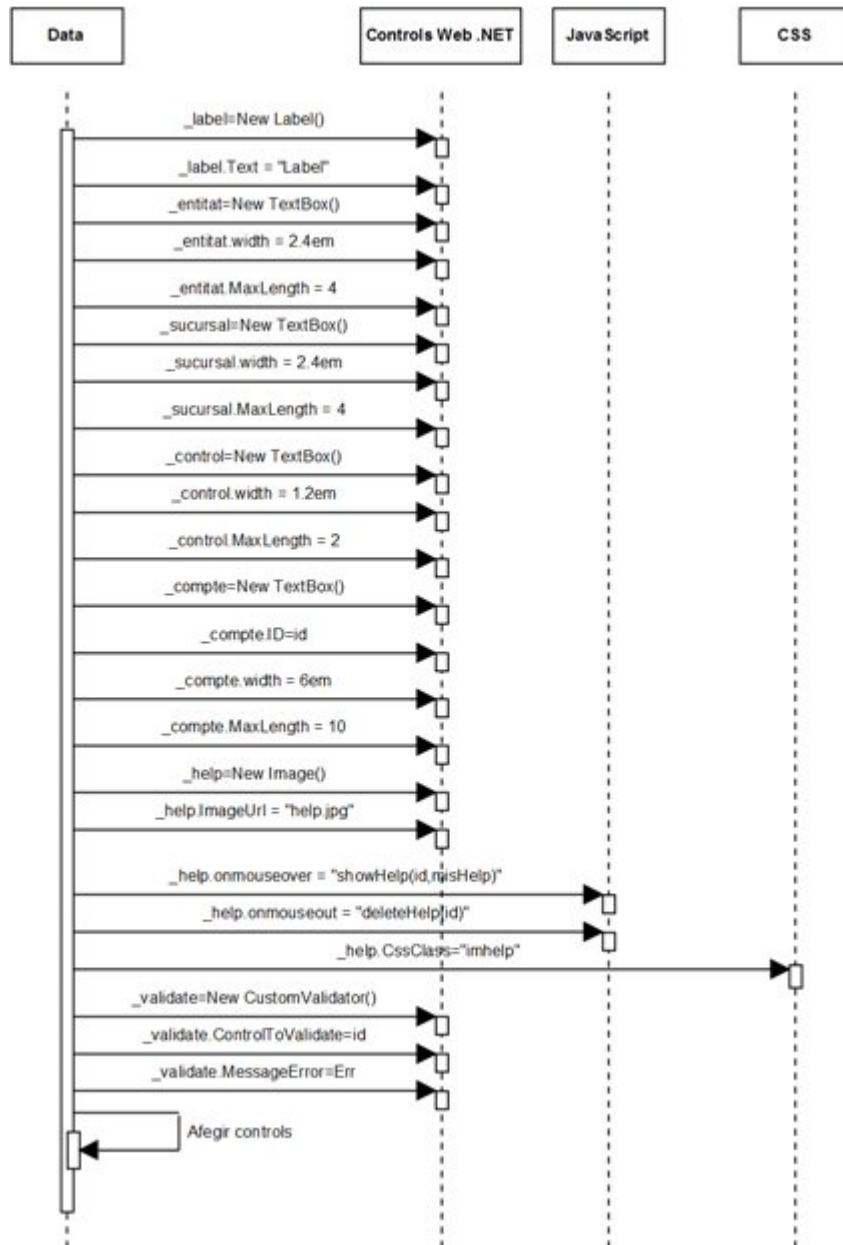 Data
Controls Web .NET
JavaScript
CSS
_label=New Label()
_label.Text = "Label"
_entitat=New TextBox()
_entitat.width = 2.4em
_entitat.MaxLength = 4
_sucursal=New TextBox()
_sucursal.width = 2.4em
_sucursal.MaxLength = 4
_control=New TextBox()
_control.width = 1.2em
_control.MaxLength = 2
_compte=New TextBox()
_compte.ID=id
_compte.width = 6em
_compte.MaxLength = 10
_help=New Image()
_help.ImageUrl = "help.jpg"
_help.onmouseover = "showHelp(id,misHelp)"
_help.onmouseout = "deleteHelp(id)"
_help.CssClass="imhelp"
_validate=New CustomValidator()
_validate.ControlToValidate=id
_validate.MessageError=Err
Afegir controls